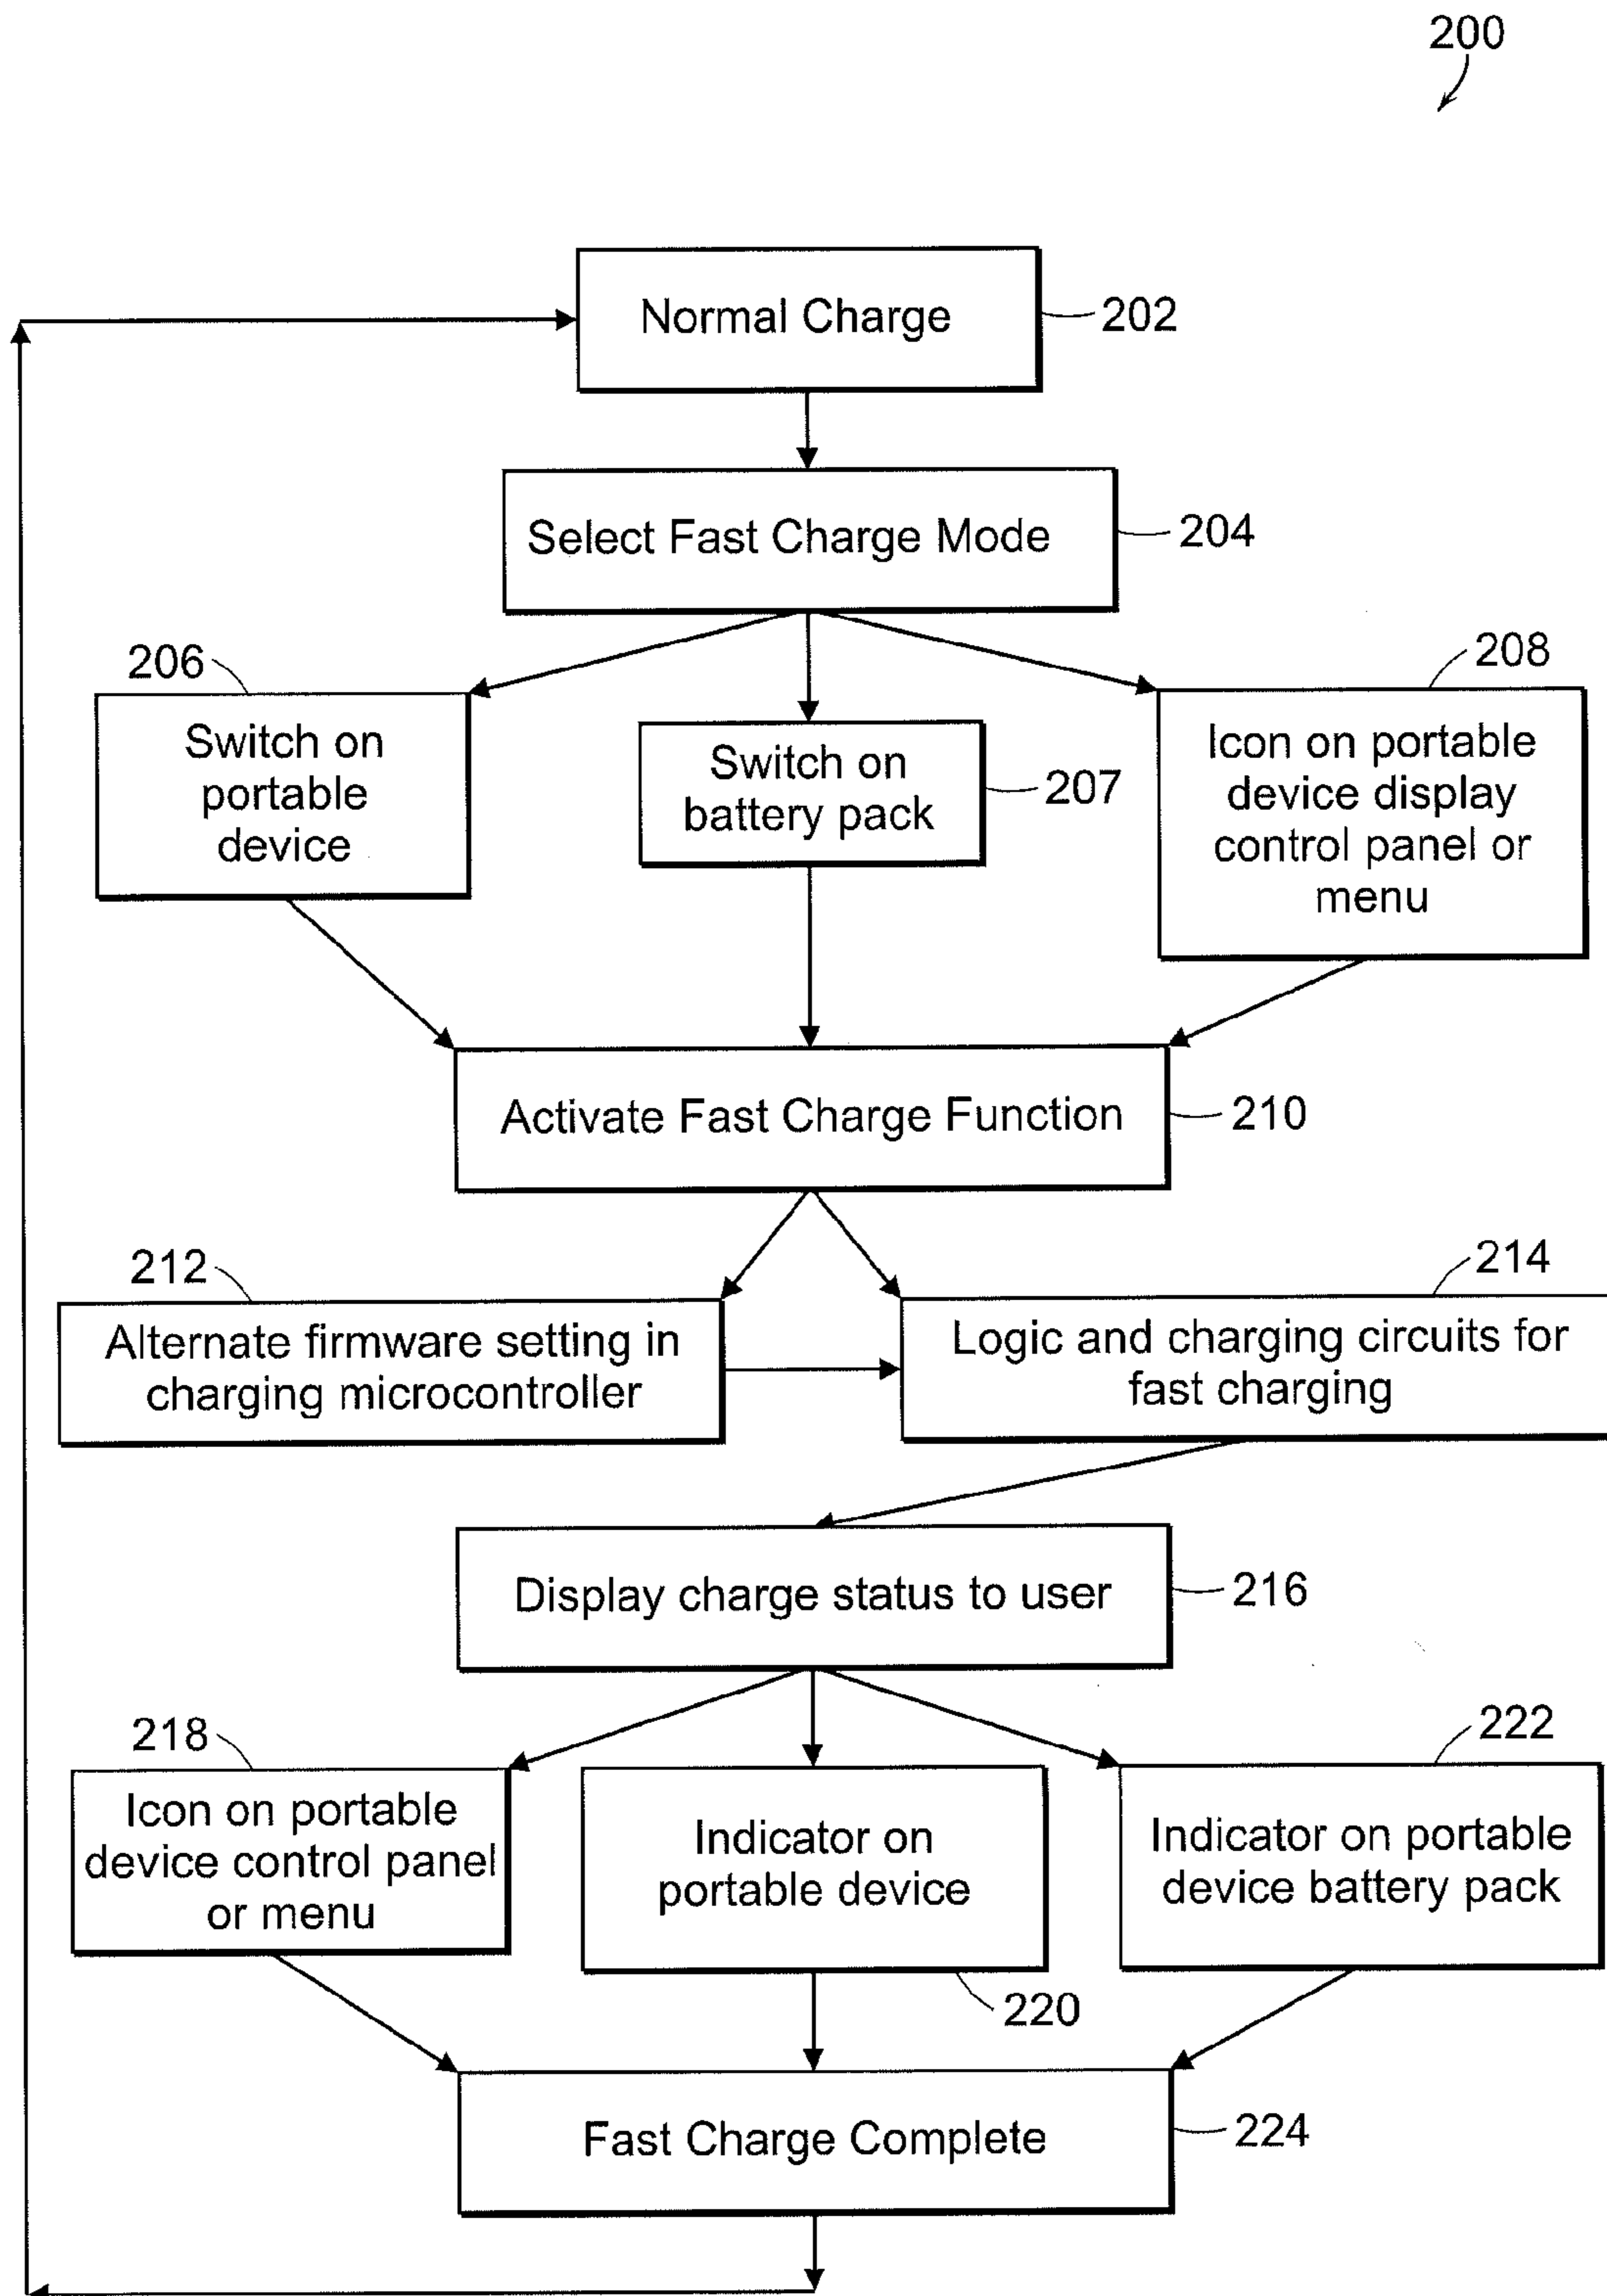 200
Normal Charge
202
Select Fast Charge Mode
204
206
Switch on
portable
device
Switch on
battery pack
207
208
Icon on portable
device display
control panel or
menu
Activate Fast Charge Function
210
212
Alternate firmware setting in
charging microcontroller
214
Logic and charging circuits for
fast charging
Display charge status to user
216
218
Icon on portable
device control panel
or menu
Indicator on
portable device
220
222
Indicator on portable
device battery pack
Fast Charge Complete
224